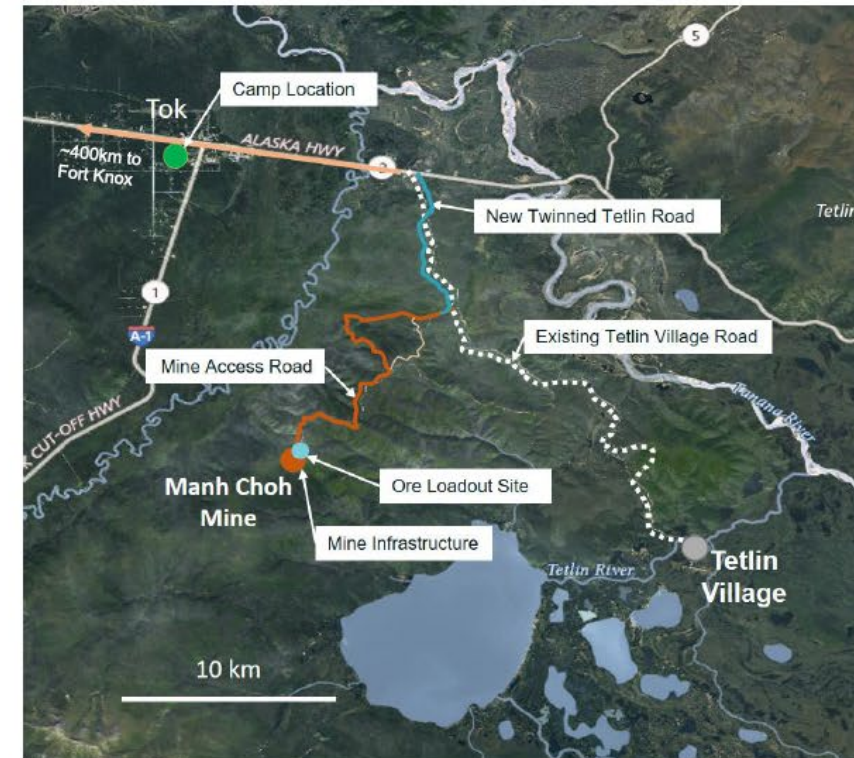 5
Camp Location
Tok
ALASKA HWY
2
~400km to
Fort Knox
New Twinned Tetlin Road
Tetlin
1
A-1
Existing Tetlin Village Road
Mine Access Road
Tanana River
CUT-OFF HWY
Manh Choh
Mine
Ore Loadout Site
Mine Infrastructure
Tetlin River
Tetlin
Village
10 km